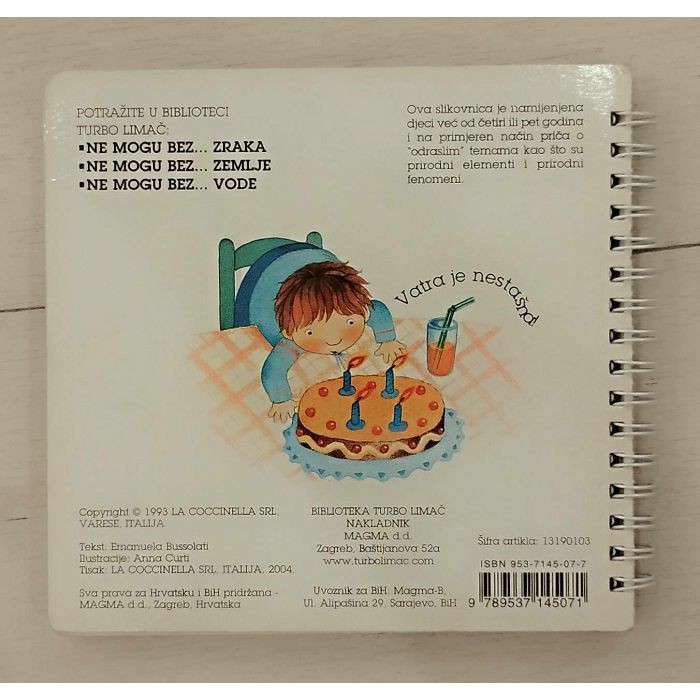 POTRAŽITE U BIBLIOTECI
TURBO LIMAČ:
▪NE MOGU BEZ... ZRAKA
▪NE MOGU BEZ... ZEMLJE
▪NE MOGU BEZ... VODE
Ova slikovnica je namijenjena
djeci već od četiri ili pet godina
i na primjeren način priča o
"odraslim" temama kao što su
prirodni elementi i prirodni
fenomeni.
Vatra je nestašna!
Copyright © 1993 LA COCCINELLA SRL,
VARESE, ITALIJA
Tekst: Emanuela Bussolati
Ilustracije: Anna Curti
Tisak: LA COCCINELLA SRL, ITALIJA, 2004.
Sva prava za Hrvatsku i BiH pridržana -
MAGMA d.d., Zagreb, Hrvatska
BIBLIOTEKA TURBO LIMAČ
NAKLADNIK
MAGMA d.d.
Zagreb, Baštijanova 52a
www.turbolimac.com
Uvoznik za BiH: Magma-B,
Ul. Alipašina 29, Sarajevo, BiH
Šifra artikla: 13190103
ISBN 953-7145-07-7
9 789537 145071